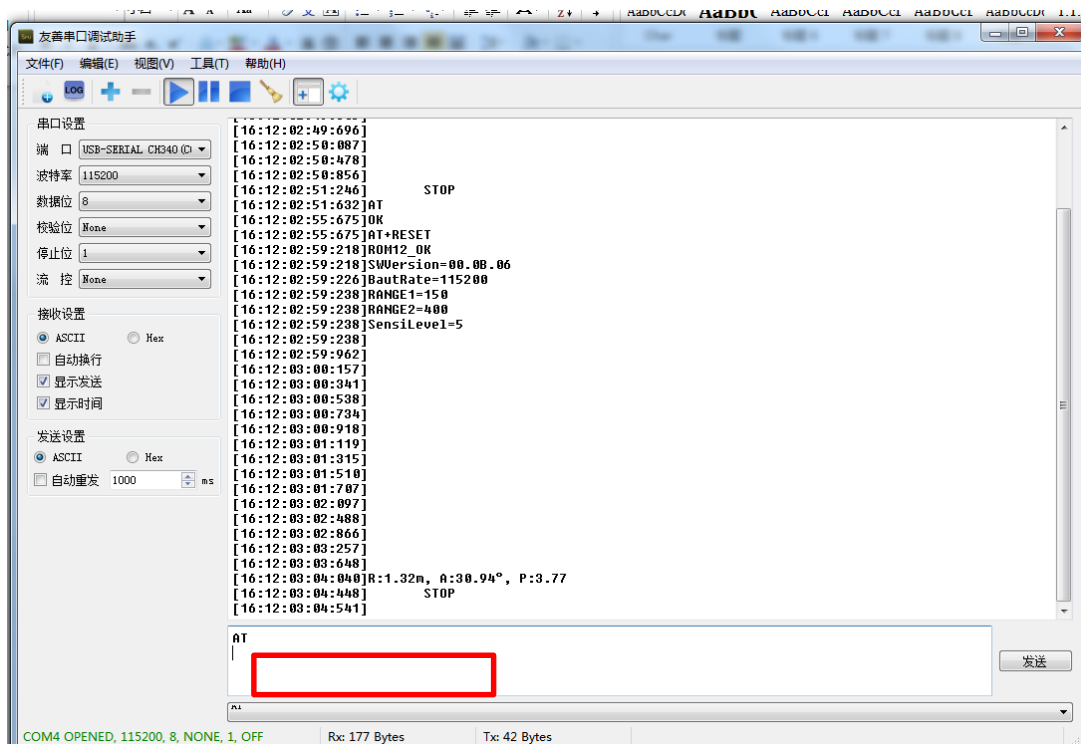 AaBbCcDc AaBbC AaBbCcI AaBbCcI AaBbCcI AaBbCcDc 1.1.
友善串口调试助手
文件(F) 编辑(E) 视图(V) 工具(T) 帮助(H)
LOG
串口设置
端 口 USB-SERIAL CH340 (C
波特率 115200
数据位 8
校验位 None
停止位 1
流 控 None
接收设置
ASCII Hex
自动换行
显示发送
显示时间
发送设置
ASCII Hex
自动重发 1000 ms
[16:12:02:49:696]
[16:12:02:50:087]
[16:12:02:50:478]
[16:12:02:50:856]
[16:12:02:51:246] STOP
[16:12:02:51:632]AT
[16:12:02:55:675]OK
[16:12:02:55:675]AT+RESET
[16:12:02:59:218]ROM12_OK
[16:12:02:59:218]SWVersion=00.0B.06
[16:12:02:59:226]BautRate=115200
[16:12:02:59:238]RANGE1=150
[16:12:02:59:238]RANGE2=400
[16:12:02:59:238]SensiLevel=5
[16:12:02:59:238]
[16:12:02:59:962]
[16:12:03:00:157]
[16:12:03:00:341]
[16:12:03:00:538]
[16:12:03:00:734]
[16:12:03:00:918]
[16:12:03:01:119]
[16:12:03:01:315]
[16:12:03:01:510]
[16:12:03:01:707]
[16:12:03:02:097]
[16:12:03:02:488]
[16:12:03:02:866]
[16:12:03:03:257]
[16:12:03:03:648]
[16:12:03:04:040]R:1.32m, A:30.94°, P:3.77
[16:12:03:04:448] STOP
[16:12:03:04:541]
AT
发送
COM4 OPENED, 115200, 8, NONE, 1, OFF Rx: 177 Bytes Tx: 42 Bytes